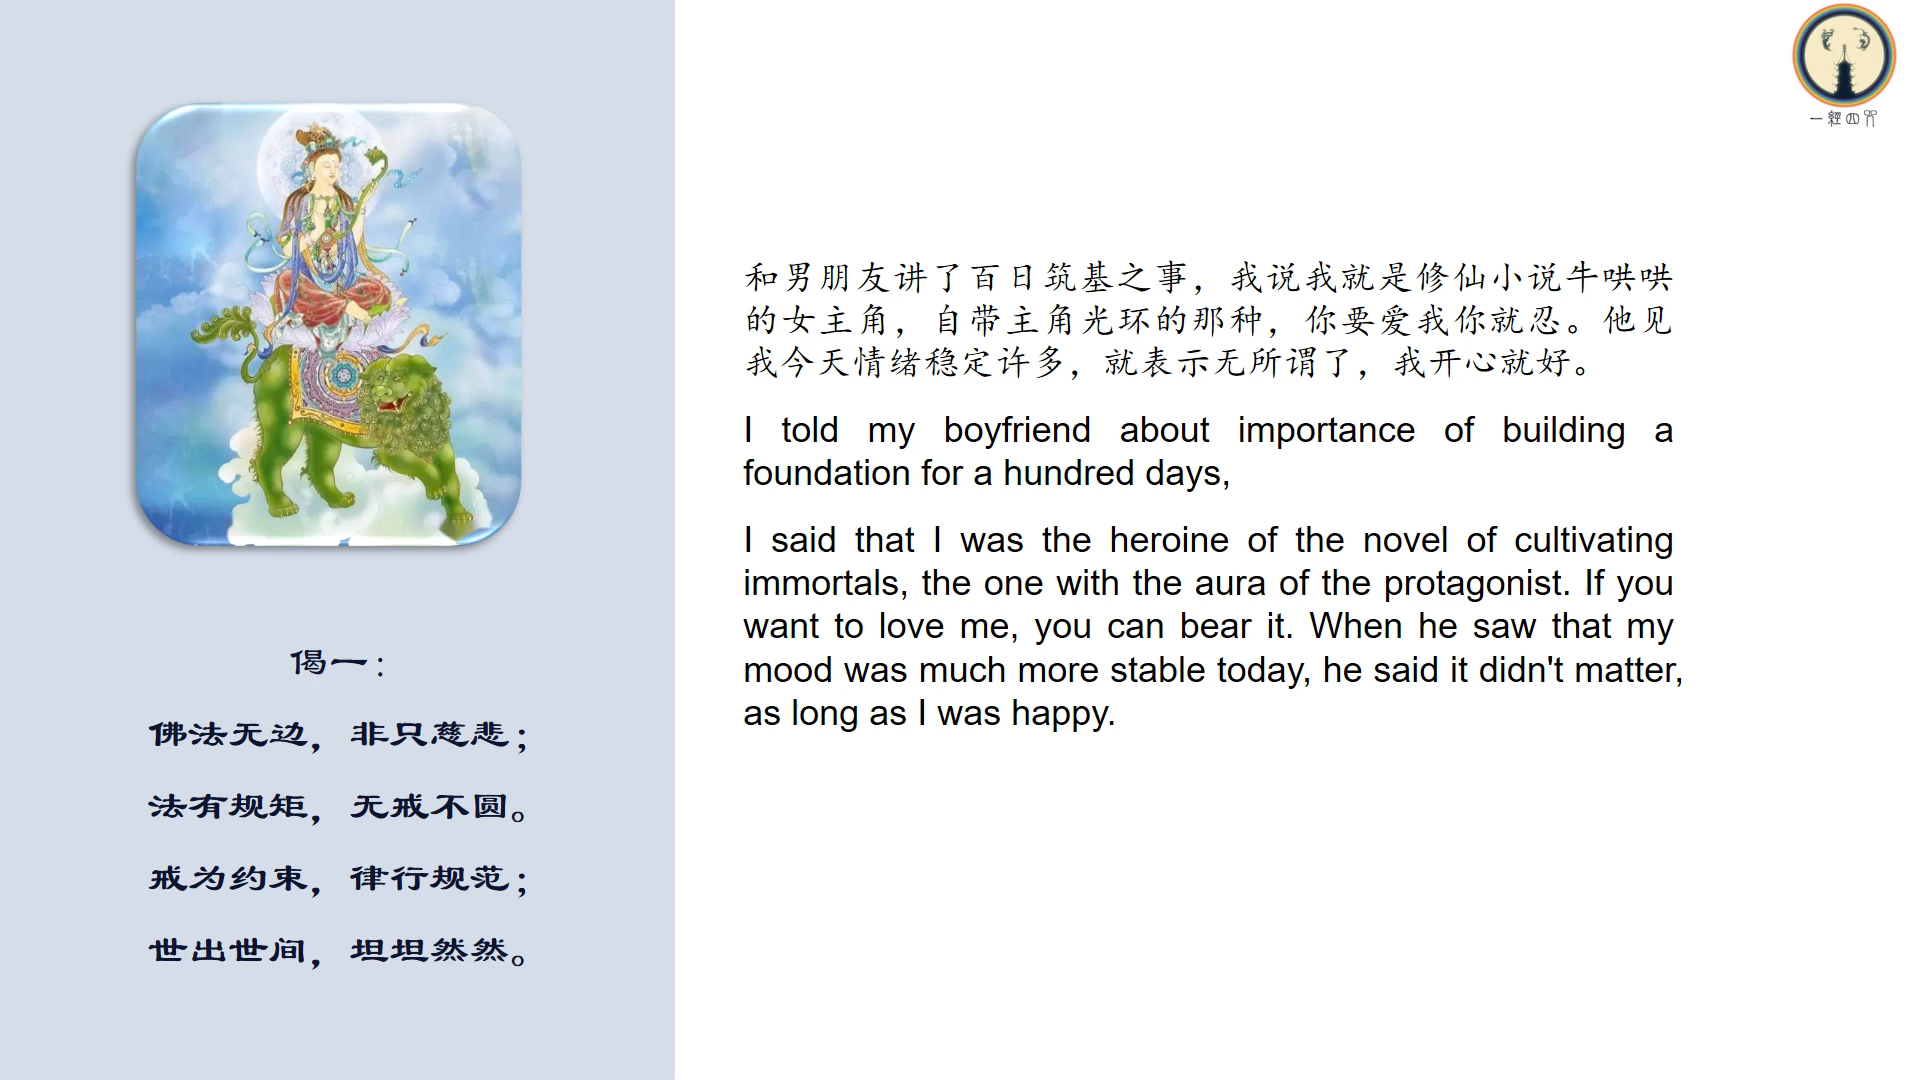 一經四咒
偈一：
佛法无边，非只慈悲；
法有规矩，无戒不圆。
戒为约束，律行规范；
世出世间，坦坦然然。
和男朋友讲了百日筑基之事，我说我就是修仙小说牛哄哄
的女主角，自带主角光环的那种，你要爱我你就忍。他见
我今天情绪稳定许多，就表示无所谓了，我开心就好。
I told my boyfriend about importance of building a
foundation for a hundred days,
I said that I was the heroine of the novel of cultivating
immortals, the one with the aura of the protagonist. If you
want to love me, you can bear it. When he saw that my
mood was much more stable today, he said it didn't matter,
as long as I was happy.